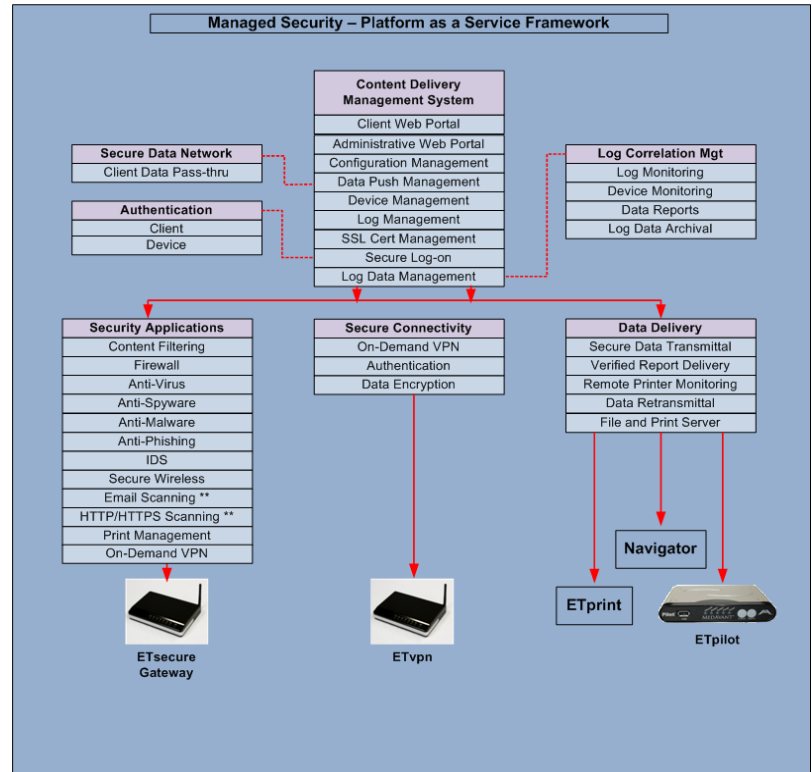 Managed Security – Platform as a Service Framework
Content Delivery
Management System
Client Web Portal
Administrative Web Portal
Configuration Management
Data Push Management
Device Management
Log Management
SSL Cert Management
Secure Log-on
Log Data Management
Secure Data Network
Client Data Pass-thru
Authentication
Client
Device
Log Correlation Mgt
Log Monitoring
Device Monitoring
Data Reports
Log Data Archival
Security Applications
Content Filtering
Firewall
Anti-Virus
Anti-Spyware
Anti-Malware
Anti-Phishing
IDS
Secure Wireless
Email Scanning **
HTTP/HTTPS Scanning **
Print Management
On-Demand VPN
ETsecure
Gateway
Secure Connectivity
On-Demand VPN
Authentication
Data Encryption
ETvpn
Data Delivery
Secure Data Transmittal
Verified Report Delivery
Remote Printer Monitoring
Data Retransmittal
File and Print Server
Navigator
ETprint
Pilot
MEDAVANT
ETpilot